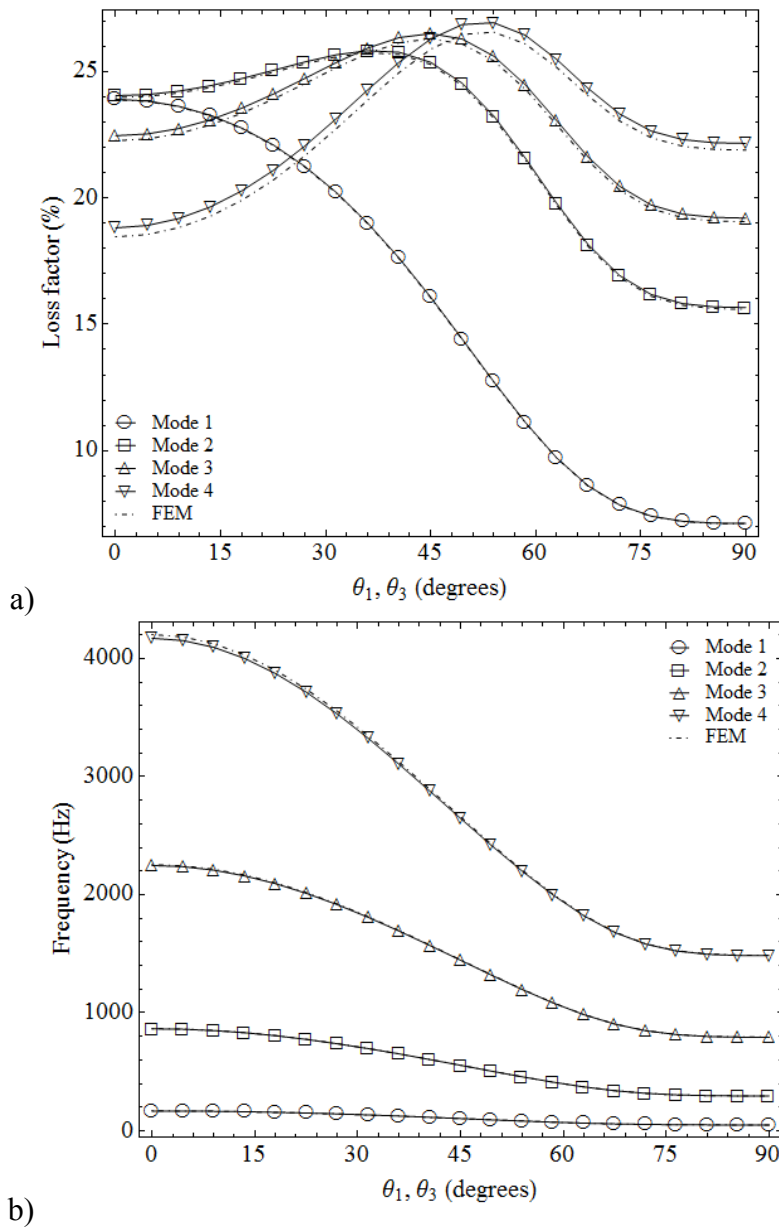 25
20
15
10
Loss factor (%)
Mode 1
Mode 2
Mode 3
Mode 4
FEM
0 15 30 45 60 75 90
θ1, θ3 (degrees)
a)
4000
3000
2000
1000
0
Frequency (Hz)
Mode 1
Mode 2
Mode 3
Mode 4
FEM
0 15 30 45 60 75 90
θ1, θ3 (degrees)
b)